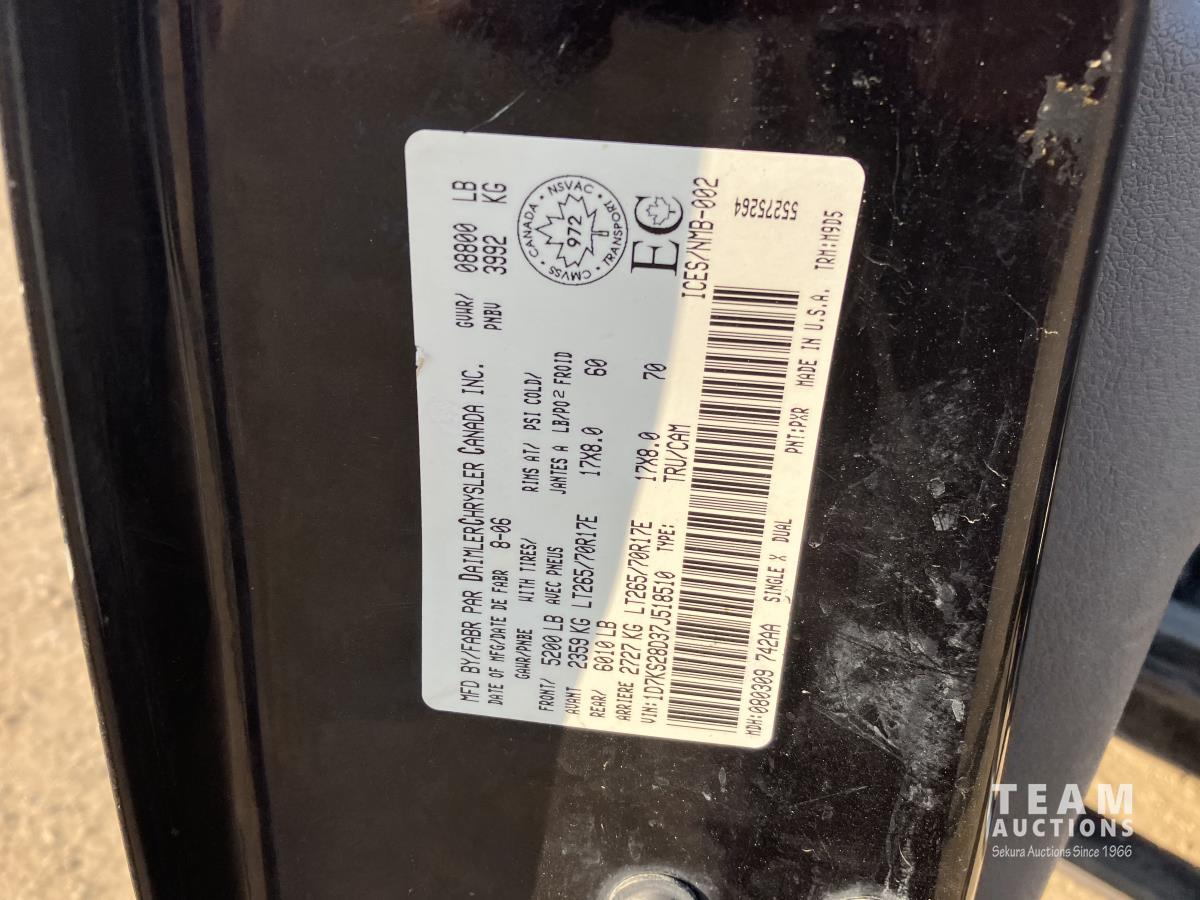 MFD BY/FABR PAR DAIMLERCHRYSLER CANADA INC.
DATE OF MFG/DATE DE FABR 8-06
GVWR/ 08800 LB
PNBV 3992 KG
GAWR/PNBE WITH TIRES/ RIMS AT/ PSI COLD/
AVEC PNEUS JANTES A LB/PO2 FROID
FRONT/ 5200 LB
AVANT 2359 KG LT265/70R17E 17X8.0 60
REAR/ 6010 LB
ARRIERE 2727 KG LT265/70R17E 17X8.0 70
CMVSS • CANADA • NSVAC • TRANSPORT •
972
EC
ICES/NMB-002
VIN:1D7KS28D37J518510 TYPE: TRU/CAM
55275264
MDH:080309 742AA SINGLE X DUAL PNT:PXR MADE IN U.S.A. TRM:M9D5
TEAM
AUCTIONS
Sekura Auctions Since 1966